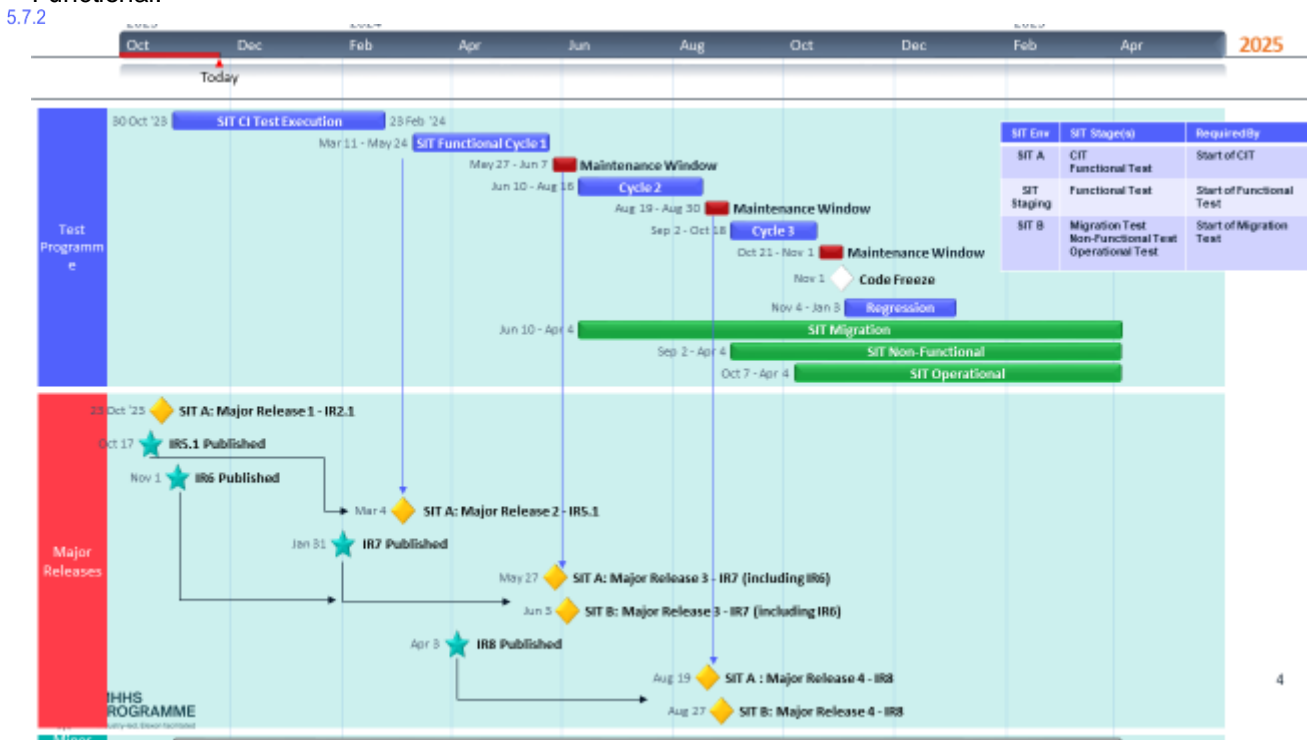 Functional.
5.7.2
Oct Dec Feb Apr Jun Aug Oct Dec Feb Apr 2025
Today
30 Oct '23 SIT CI Test Execution 23 Feb '24
Mar 11 - May 24 SIT Functional Cycle 1
May 27 - Jun 7 Maintenance Window
Jun 10 - Aug 16 Cycle 2
Aug 19 - Aug 30 Maintenance Window
Sep 2 - Oct 18 Cycle 3
Oct 21 - Nov 1 Maintenance Window
Nov 1 Code Freeze
Nov 4 - Jan 3 Regression
Jun 10 - Apr 4 SIT Migration
Sep 2 - Apr 4 SIT Non-Functional
Oct 7 - Apr 4 SIT Operational
Test
Programm
e
SIT Env SIT Stage(s) Required By
SIT A CIT Start of CIT
Functional Test
SIT Functional Test Start of Functional
Staging Test
SIT B Migration Test Start of Migration
Non-Functional Test Test
Operational Test
23 Oct '23 SIT A: Major Release 1 - IR2.1
Oct 17 IR5.1 Published
Nov 1 IR6 Published
Mar 4 SIT A: Major Release 2 - IR5.1
Jan 31 IR7 Published
Major
Releases
May 27 SIT A: Major Release 3 - IR7 (including IR6)
Jun 3 SIT B: Major Release 3 - IR7 (including IR6)
Apr 3 IR8 Published
Aug 19 SIT A : Major Release 4 - IR8
Aug 27 SIT B: Major Release 4 - IR8
4
MHHS
PROGRAMME